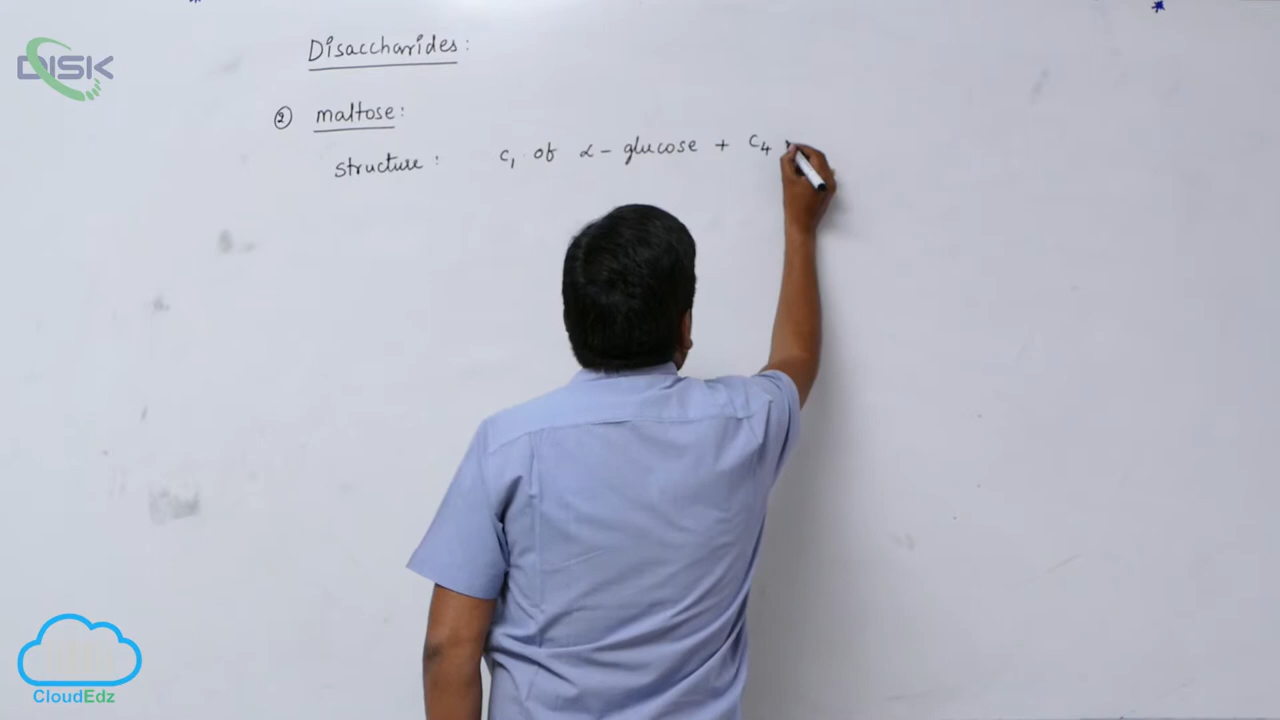 DISK
Disaccharides:
② maltose:
structure: C₁ of α-glucose + C₄
CloudEdz